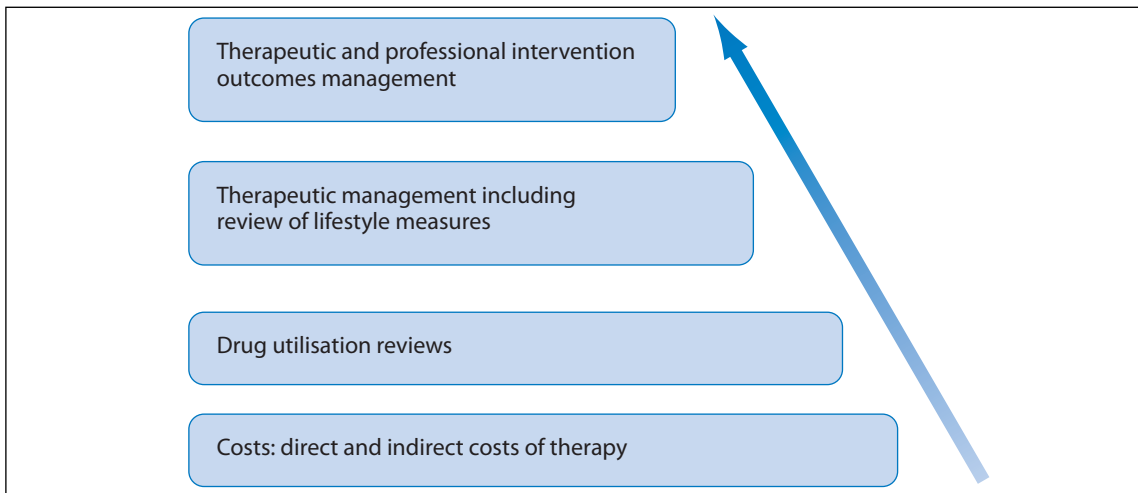 Therapeutic and professional intervention
outcomes management
Therapeutic management including
review of lifestyle measures
Drug utilisation reviews
Costs: direct and indirect costs of therapy